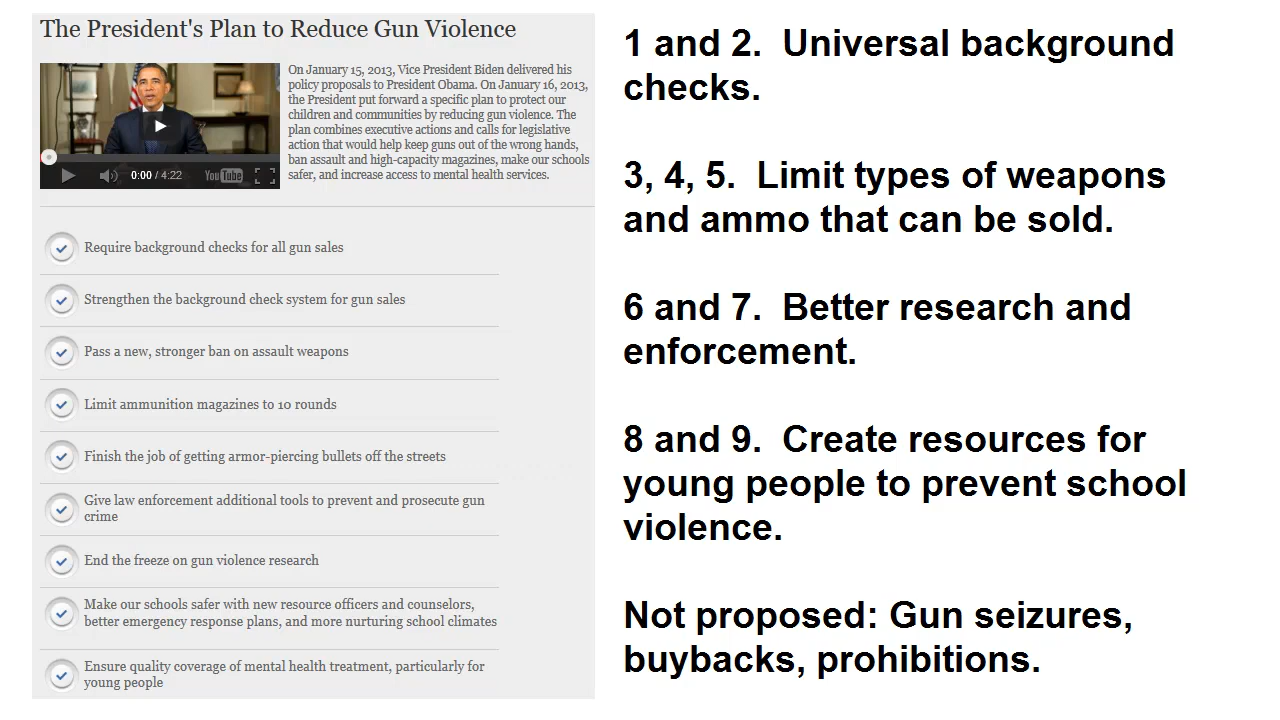 The President's Plan to Reduce Gun Violence
On January 15, 2013, Vice President Biden delivered his
policy proposals to President Obama. On January 16, 2013,
the President put forward a specific plan to protect our
children and communities by reducing gun violence. The
plan combines executive actions and calls for legislative
action that would help keep guns out of the wrong hands,
ban assault and high-capacity magazines, make our schools
safer, and increase access to mental health services.
0:00 / 4:22
YouTube
Require background checks for all gun sales
Strengthen the background check system for gun sales
Pass a new, stronger ban on assault weapons
Limit ammunition magazines to 10 rounds
Finish the job of getting armor-piercing bullets off the streets
Give law enforcement additional tools to prevent and prosecute gun
crime
End the freeze on gun violence research
Make our schools safer with new resource officers and counselors,
better emergency response plans, and more nurturing school climates
Ensure quality coverage of mental health treatment, particularly for
young people
1 and 2.  Universal background
checks.
3, 4, 5.  Limit types of weapons
and ammo that can be sold.
6 and 7.  Better research and
enforcement.
8 and 9.  Create resources for
young people to prevent school
violence.
Not proposed: Gun seizures,
buybacks, prohibitions.